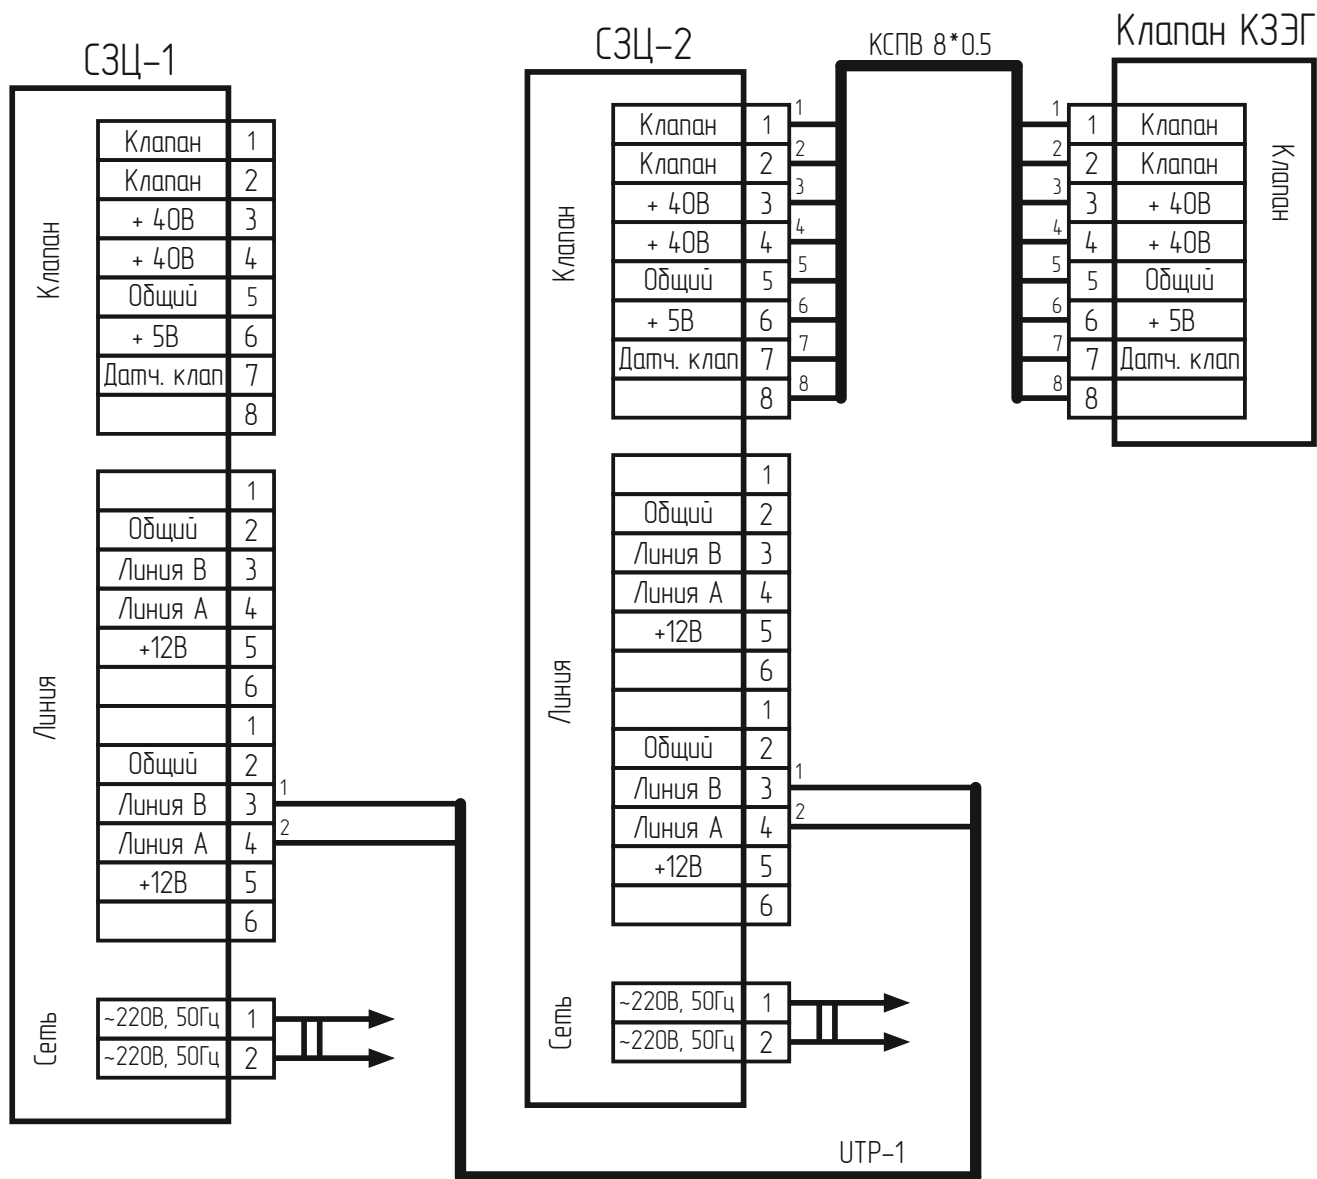 СЗЦ-1
Клапан
Клапан 1
Клапан 2
+ 40В 3
+ 40В 4
Общий 5
+ 5В 6
Датч. клап 7
8
Линия
1
Общий 2
Линия В 3
Линия А 4
+12В 5
6
1
Общий 2
Линия В 3 1
Линия А 4 2
+12В 5
6
Сеть
~220В, 50Гц 1
~220В, 50Гц 2
СЗЦ-2
Клапан
Клапан 1 1
Клапан 2 2
+ 40В 3 3
+ 40В 4 4
Общий 5 5
+ 5В 6 6
Датч. клап 7 7
8 8
Линия
1
Общий 2
Линия В 3
Линия А 4
+12В 5
6
1
Общий 2
Линия В 3 1
Линия А 4 2
+12В 5
6
Сеть
~220В, 50Гц 1
~220В, 50Гц 2
UTP-1
КСПВ 8*0.5
Клапан КЗЭГ
1 1 Клапан
2 2 Клапан
3 3 + 40В
4 4 + 40В
5 5 Общий
6 6 + 5В
7 7 Датч. клап
8 8
Клапан